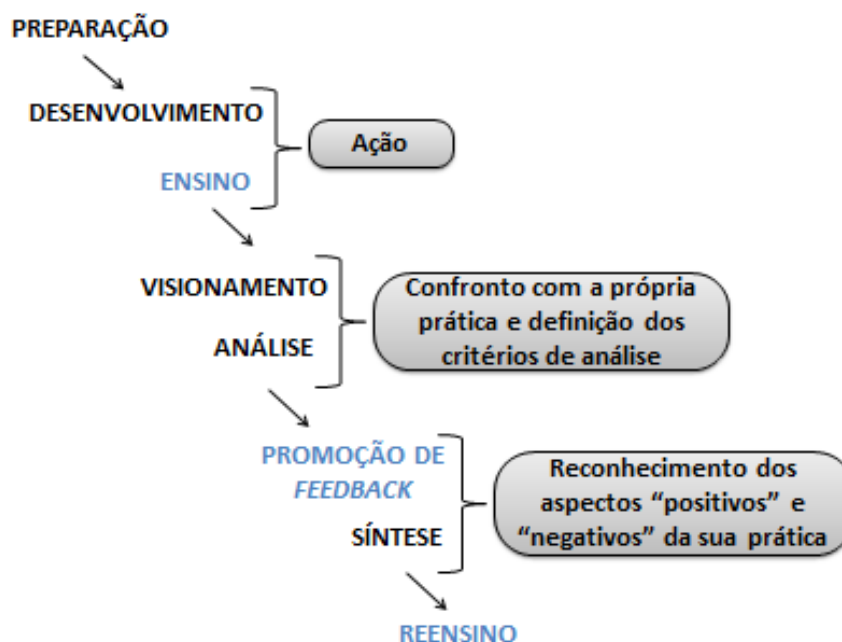 PREPARAÇÃO
DESENVOLVIMENTO
Ação
ENSINO
VISIONAMENTO
ANÁLISE
Confronto com a própria
prática e definição dos
critérios de análise
PROMOÇÃO DE
FEEDBACK
SÍNTESE
Reconhecimento dos
aspectos “positivos” e
“negativos” da sua prática
REENSINO